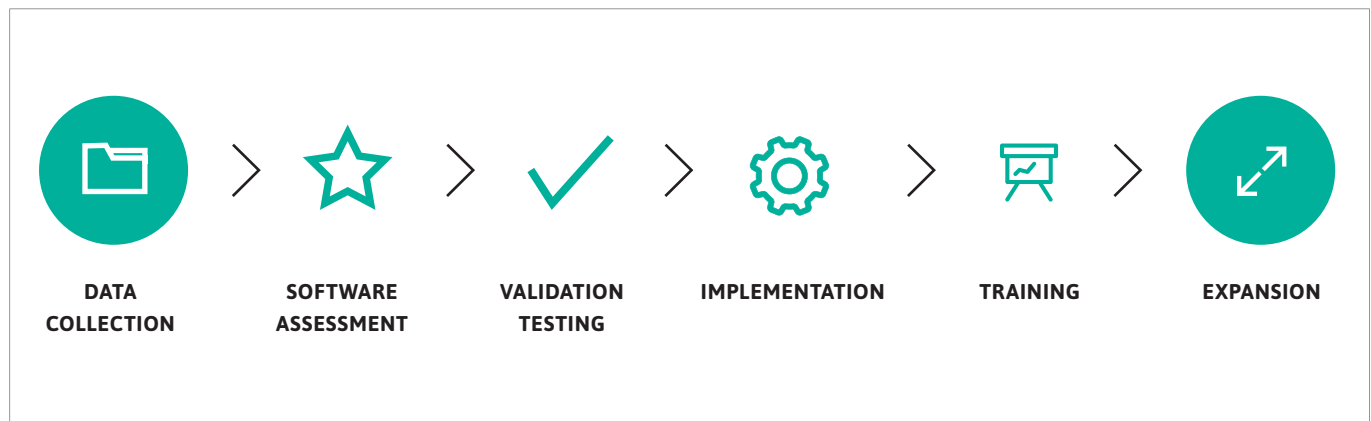 DATA
COLLECTION
SOFTWARE
ASSESSMENT
VALIDATION
TESTING
IMPLEMENTATION
TRAINING
EXPANSION